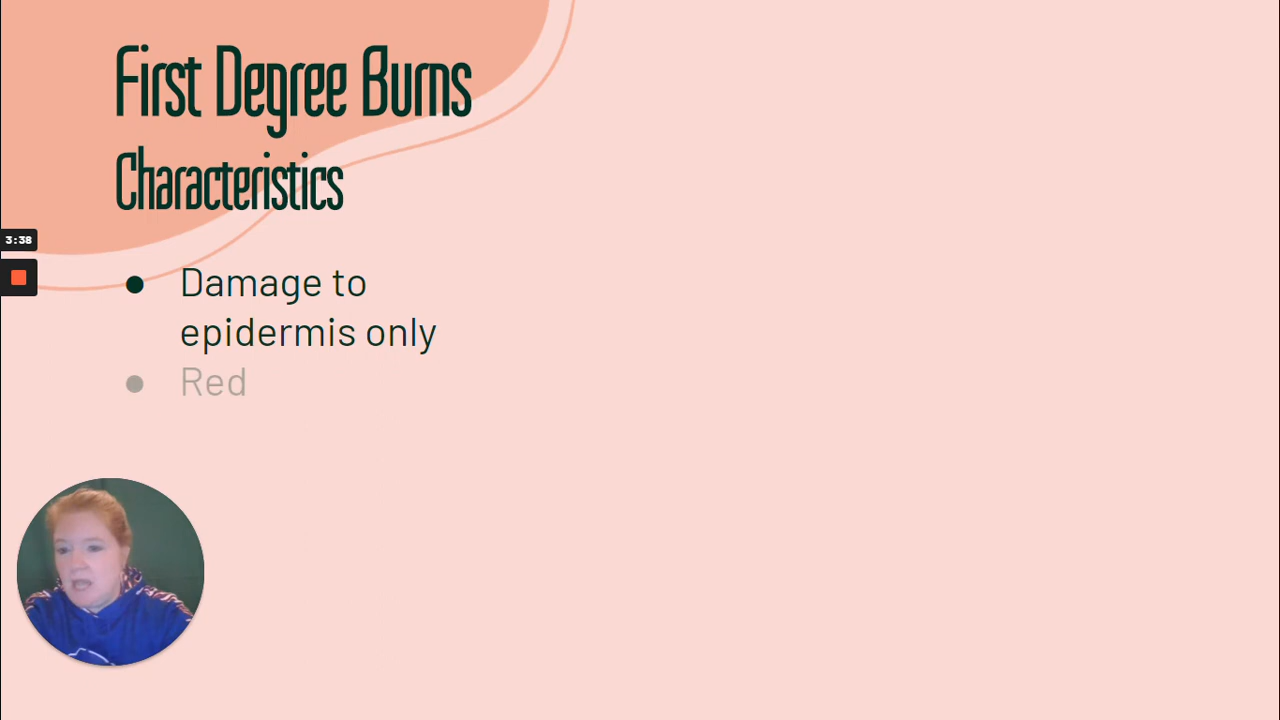 First Degree Burns
Characteristics
3:38
● Damage to
epidermis only
● Red